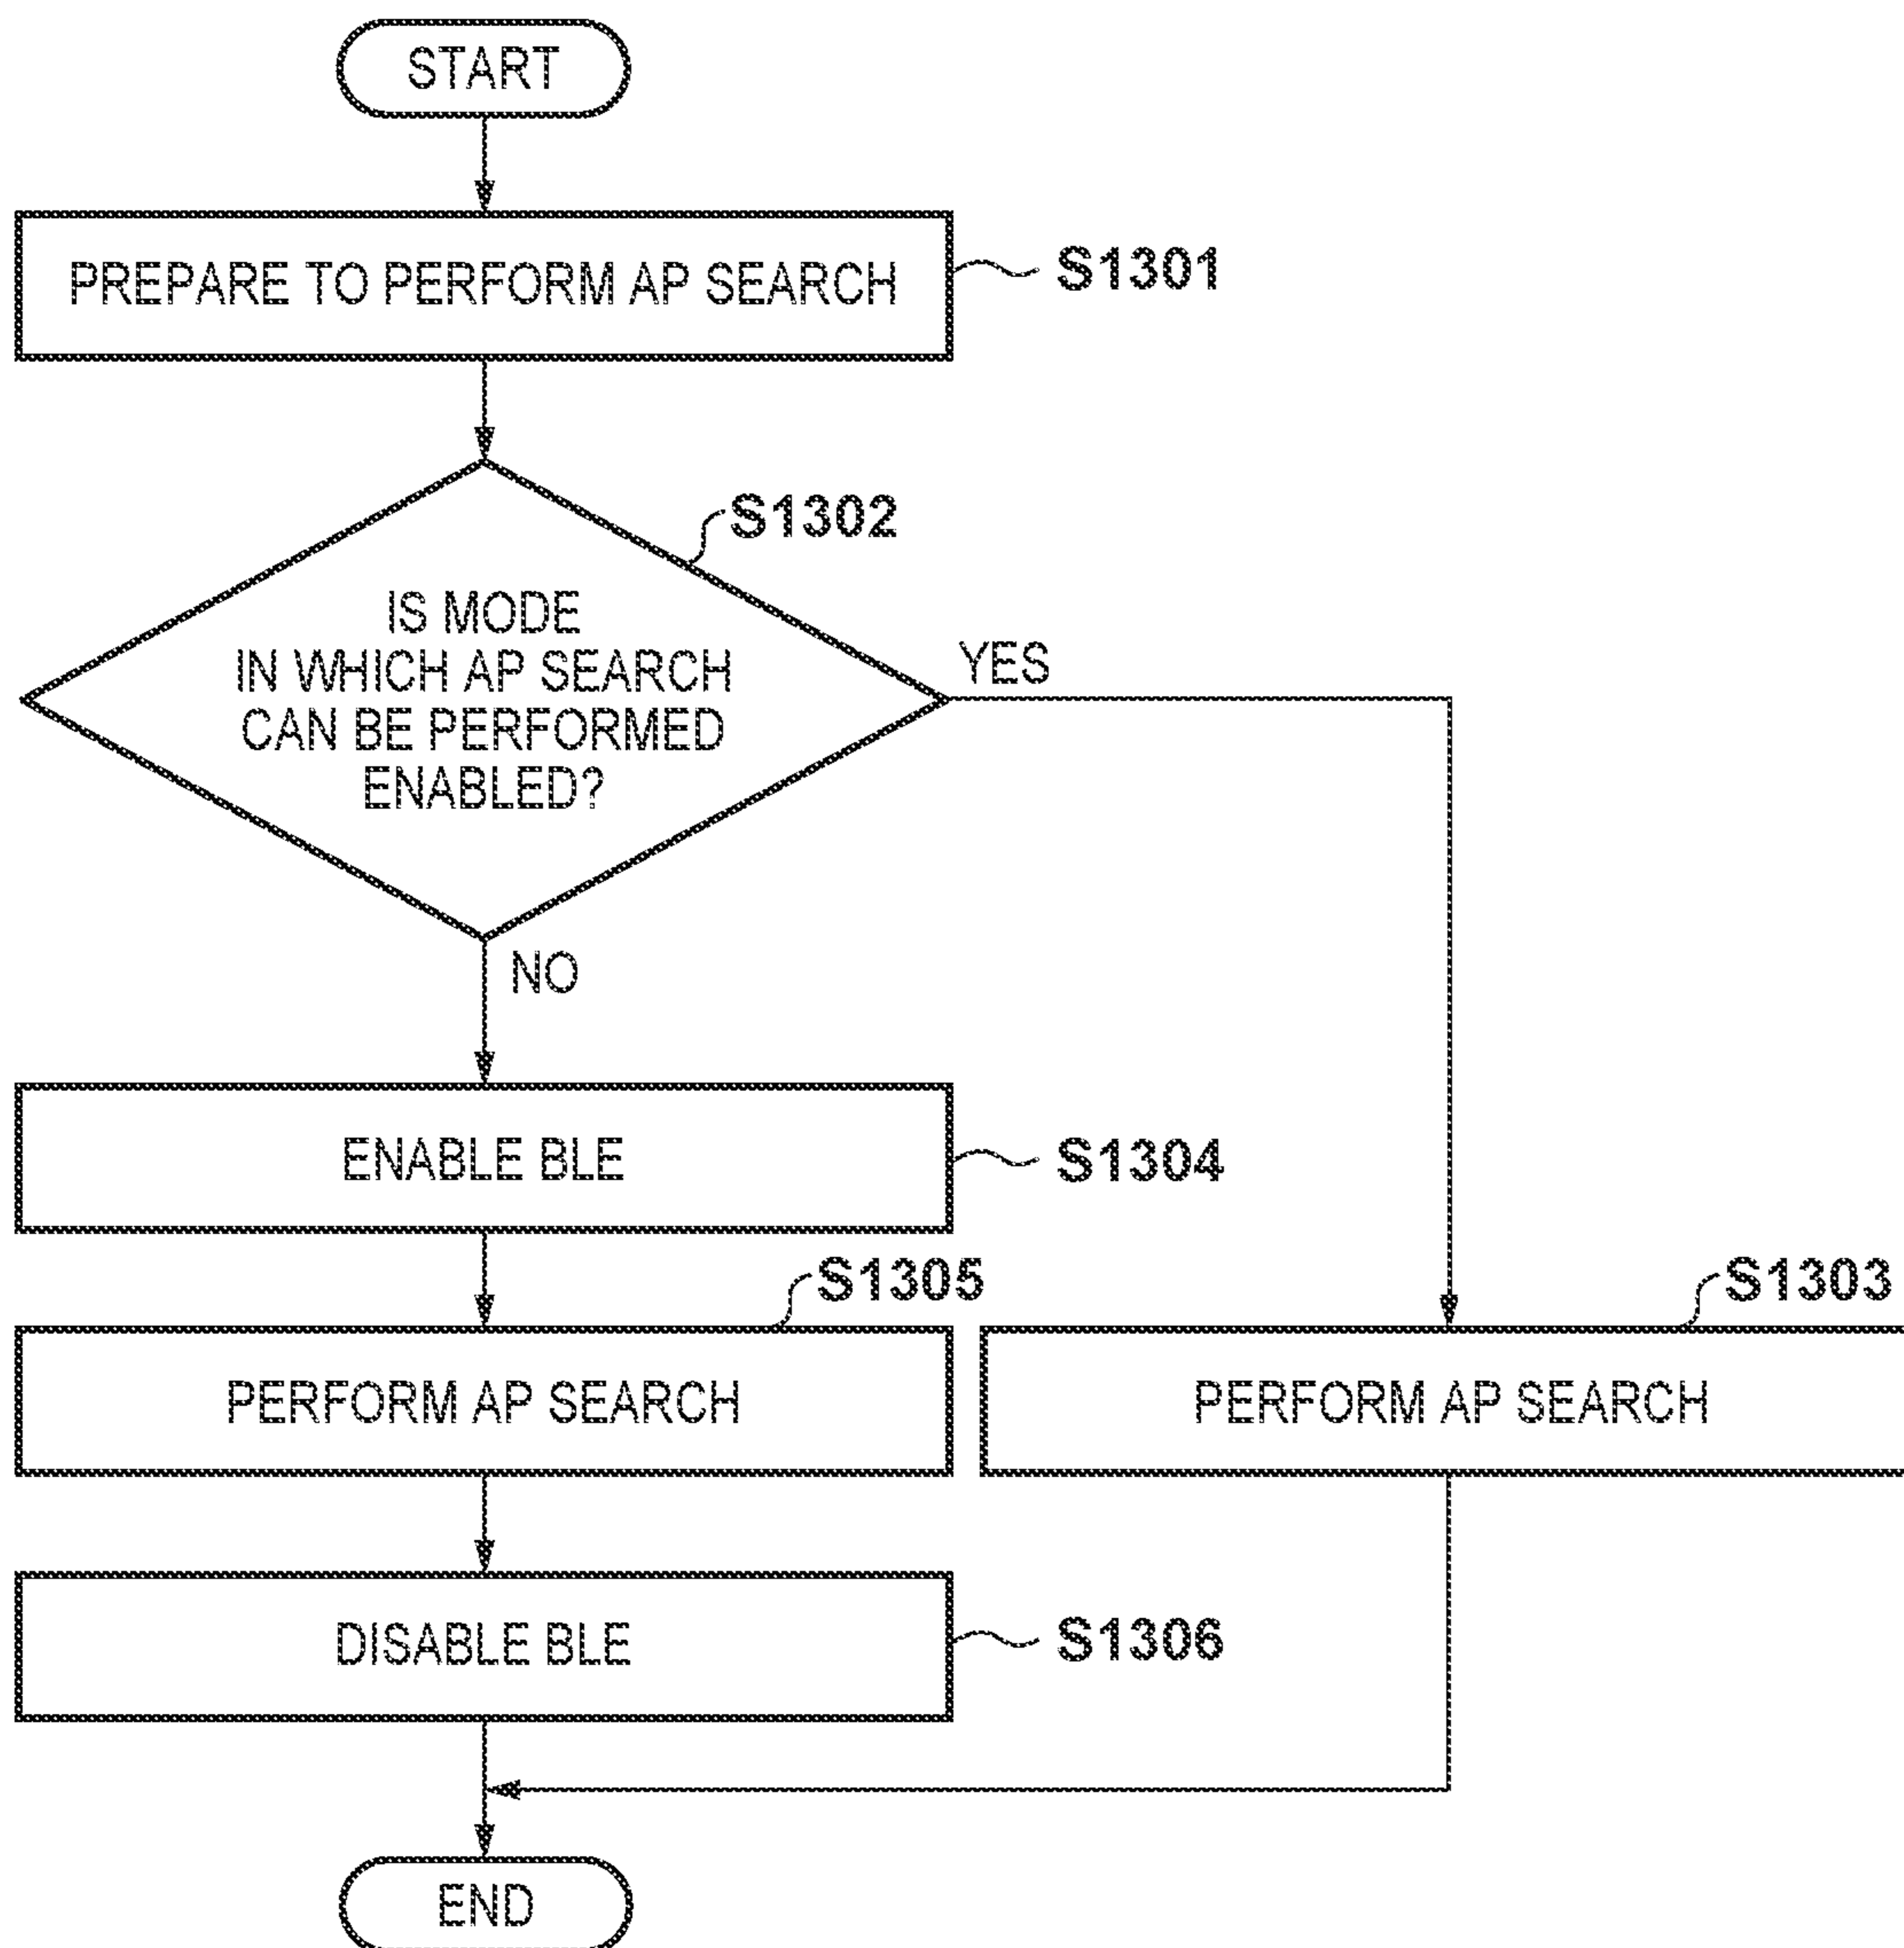 START
PREPARE TO PERFORM AP SEARCH
S1301
S1302
IS MODE
IN WHICH AP SEARCH
CAN BE PERFORMED
ENABLED?
YES
NO
ENABLE BLE
S1304
S1305
S1303
PERFORM AP SEARCH
PERFORM AP SEARCH
DISABLE BLE
S1306
END